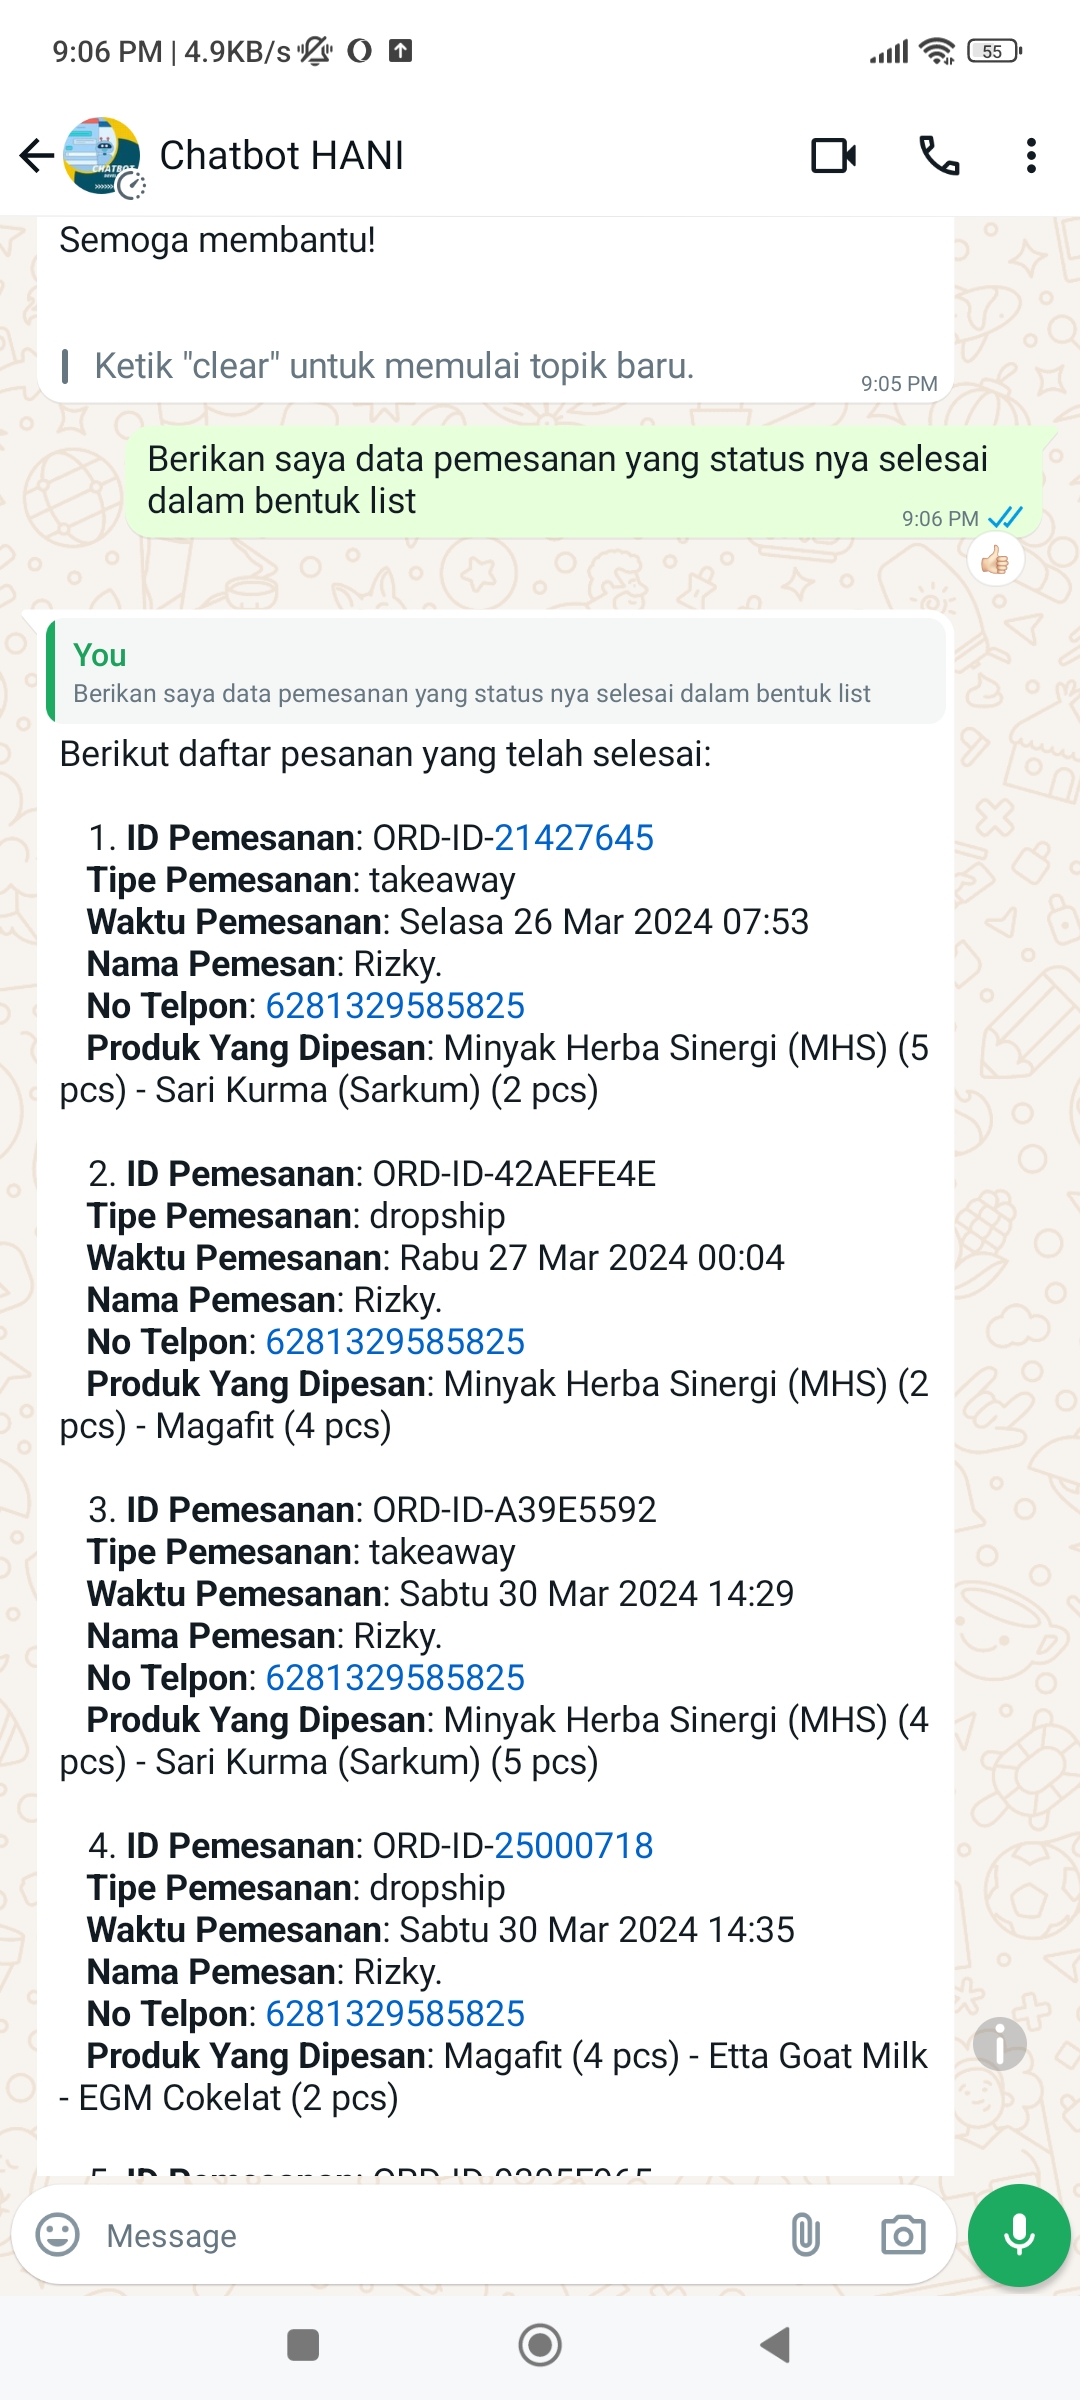 9:06 PM | 4.9KB/s
55
Chatbot HANI
Semoga membantu!
Ketik "clear" untuk memulai topik baru.
9:05 PM
Berikan saya data pemesanan yang status nya selesai
dalam bentuk list
9:06 PM
You
Berikan saya data pemesanan yang status nya selesai dalam bentuk list
Berikut daftar pesanan yang telah selesai:
1. ID Pemesanan: ORD-ID-21427645
Tipe Pemesanan: takeaway
Waktu Pemesanan: Selasa 26 Mar 2024 07:53
Nama Pemesan: Rizky.
No Telpon: 6281329585825
Produk Yang Dipesan: Minyak Herba Sinergi (MHS) (5
pcs) - Sari Kurma (Sarkum) (2 pcs)
2. ID Pemesanan: ORD-ID-42AEFE4E
Tipe Pemesanan: dropship
Waktu Pemesanan: Rabu 27 Mar 2024 00:04
Nama Pemesan: Rizky.
No Telpon: 6281329585825
Produk Yang Dipesan: Minyak Herba Sinergi (MHS) (2
pcs) - Magafit (4 pcs)
3. ID Pemesanan: ORD-ID-A39E5592
Tipe Pemesanan: takeaway
Waktu Pemesanan: Sabtu 30 Mar 2024 14:29
Nama Pemesan: Rizky.
No Telpon: 6281329585825
Produk Yang Dipesan: Minyak Herba Sinergi (MHS) (4
pcs) - Sari Kurma (Sarkum) (5 pcs)
4. ID Pemesanan: ORD-ID-25000718
Tipe Pemesanan: dropship
Waktu Pemesanan: Sabtu 30 Mar 2024 14:35
Nama Pemesan: Rizky.
No Telpon: 6281329585825
Produk Yang Dipesan: Magafit (4 pcs) - Etta Goat Milk
- EGM Cokelat (2 pcs)
5. ID Pemesanan:
Message